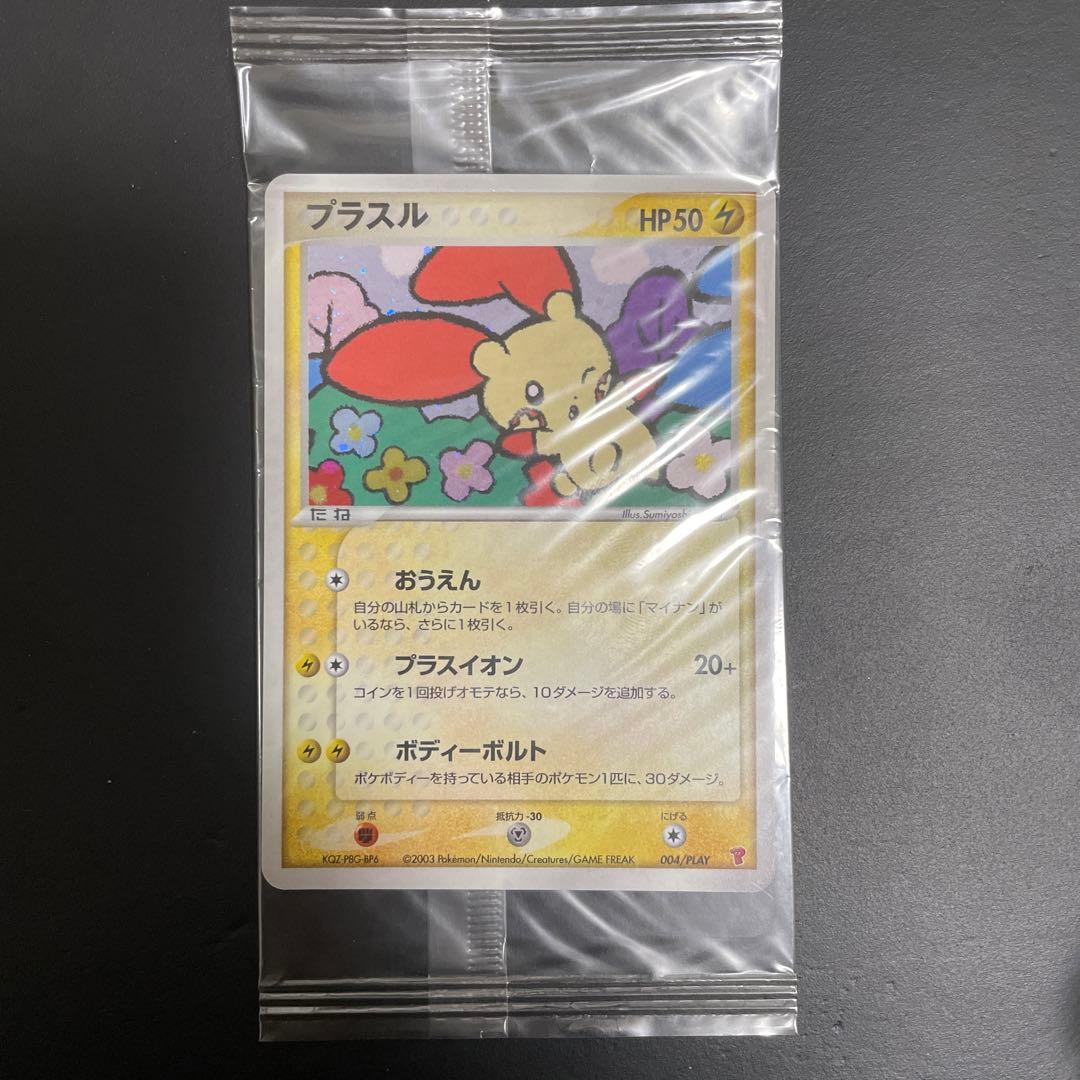 プラスル
HP50
たね
Illus.Sumiyosh
おうえん
自分の山札からカードを1枚引く。自分の場に「マイナン」が
いるなら、さらに1枚引く。
プラスイオン 20+
コインを1回投げオモテなら、10ダメージを追加する。
ボディーボルト
ポケボディーを持っている相手のポケモン1匹に、30ダメージ。
弱点 抵抗力 -30 にげる
KQZ-P8G-BP6 ©2003 Pokémon/Nintendo/Creatures/GAME FREAK 004/PLAY